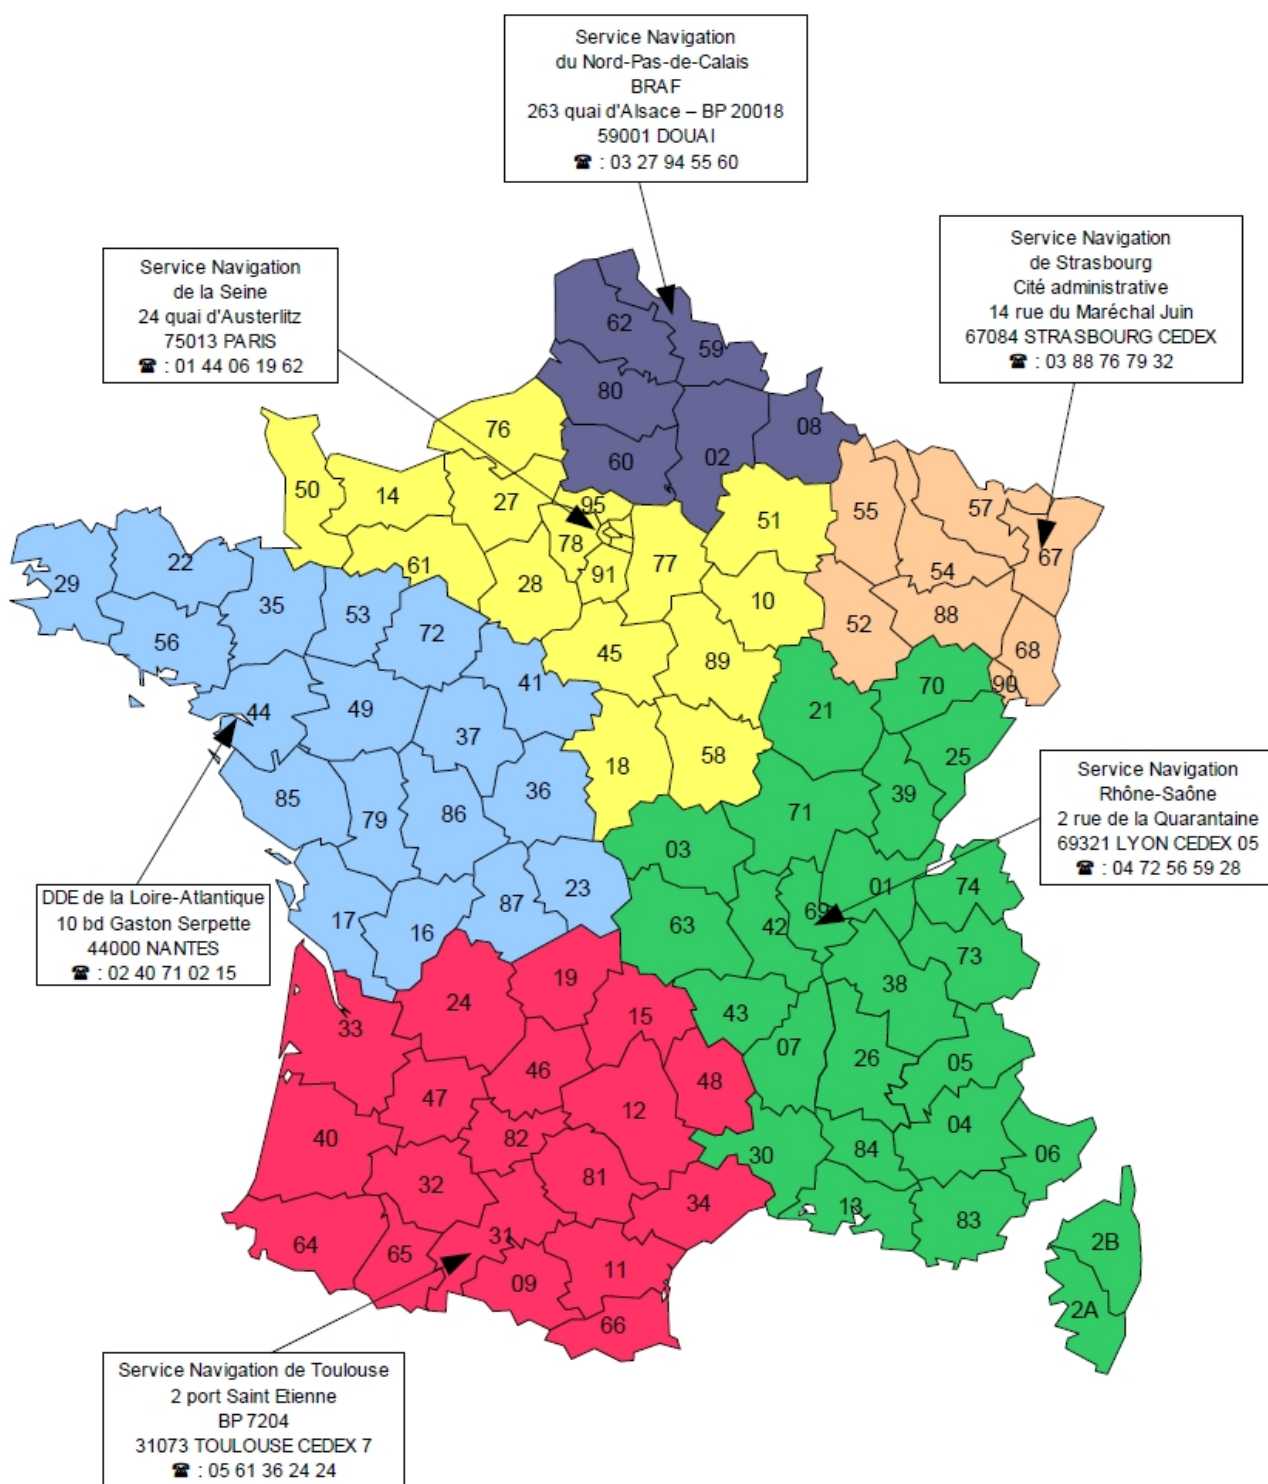 Service Navigation
du Nord-Pas-de-Calais
BRAF
263 quai d'Alsace – BP 20018
59001 DOUAI
☎ : 03 27 94 55 60
Service Navigation
de Strasbourg
Cité administrative
14 rue du Maréchal Juin
67084 STRASBOURG CEDEX
☎ : 03 88 76 79 32
Service Navigation
de la Seine
24 quai d'Austerlitz
75013 PARIS
☎ : 01 44 06 19 62
62
59
80
08
76
60
02
50
14
27
95
51
55
57
78
77
67
61
28
91
54
29
22
35
53
10
88
56
72
52
68
45
89
41
90
70
44
49
21
37
18
58
25
85
36
39
79
86
71
Service Navigation
Rhône-Saône
2 rue de la Quarantaine
69321 LYON CEDEX 05
☎ : 04 72 56 59 28
03
74
23
01
87
69
17
16
63
42
73
DDE de la Loire-Atlantique
10 bd Gaston Serpette
44000 NANTES
☎ : 02 40 71 02 15
19
38
24
15
43
33
07
26
05
46
48
47
12
04
40
82
84
06
30
32
81
34
13
83
31
2B
64
65
11
09
2A
66
Service Navigation de Toulouse
2 port Saint Etienne
BP 7204
31073 TOULOUSE CEDEX 7
☎ : 05 61 36 24 24